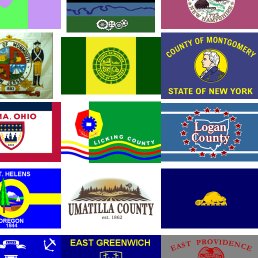 COUNTY OF MONTGOMERY
STATE OF NEW YORK
MA, OHIO
LICKING COUNTY
Logan
County
T. HELENS
OREGON
1844
UMATILLA COUNTY
est. 1862
EAST GREENWICH
EAST PROVIDENCE